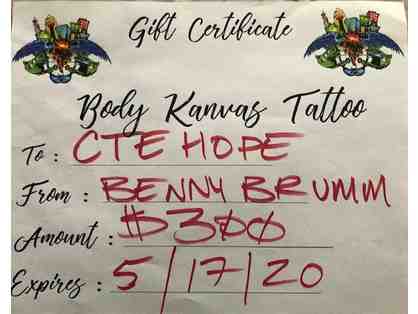 Gift Certificate
Body Kanvas Tattoo
To : CTE HOPE
From : BENNY BRUMM
Amount : $300
Expires : 5/17/20